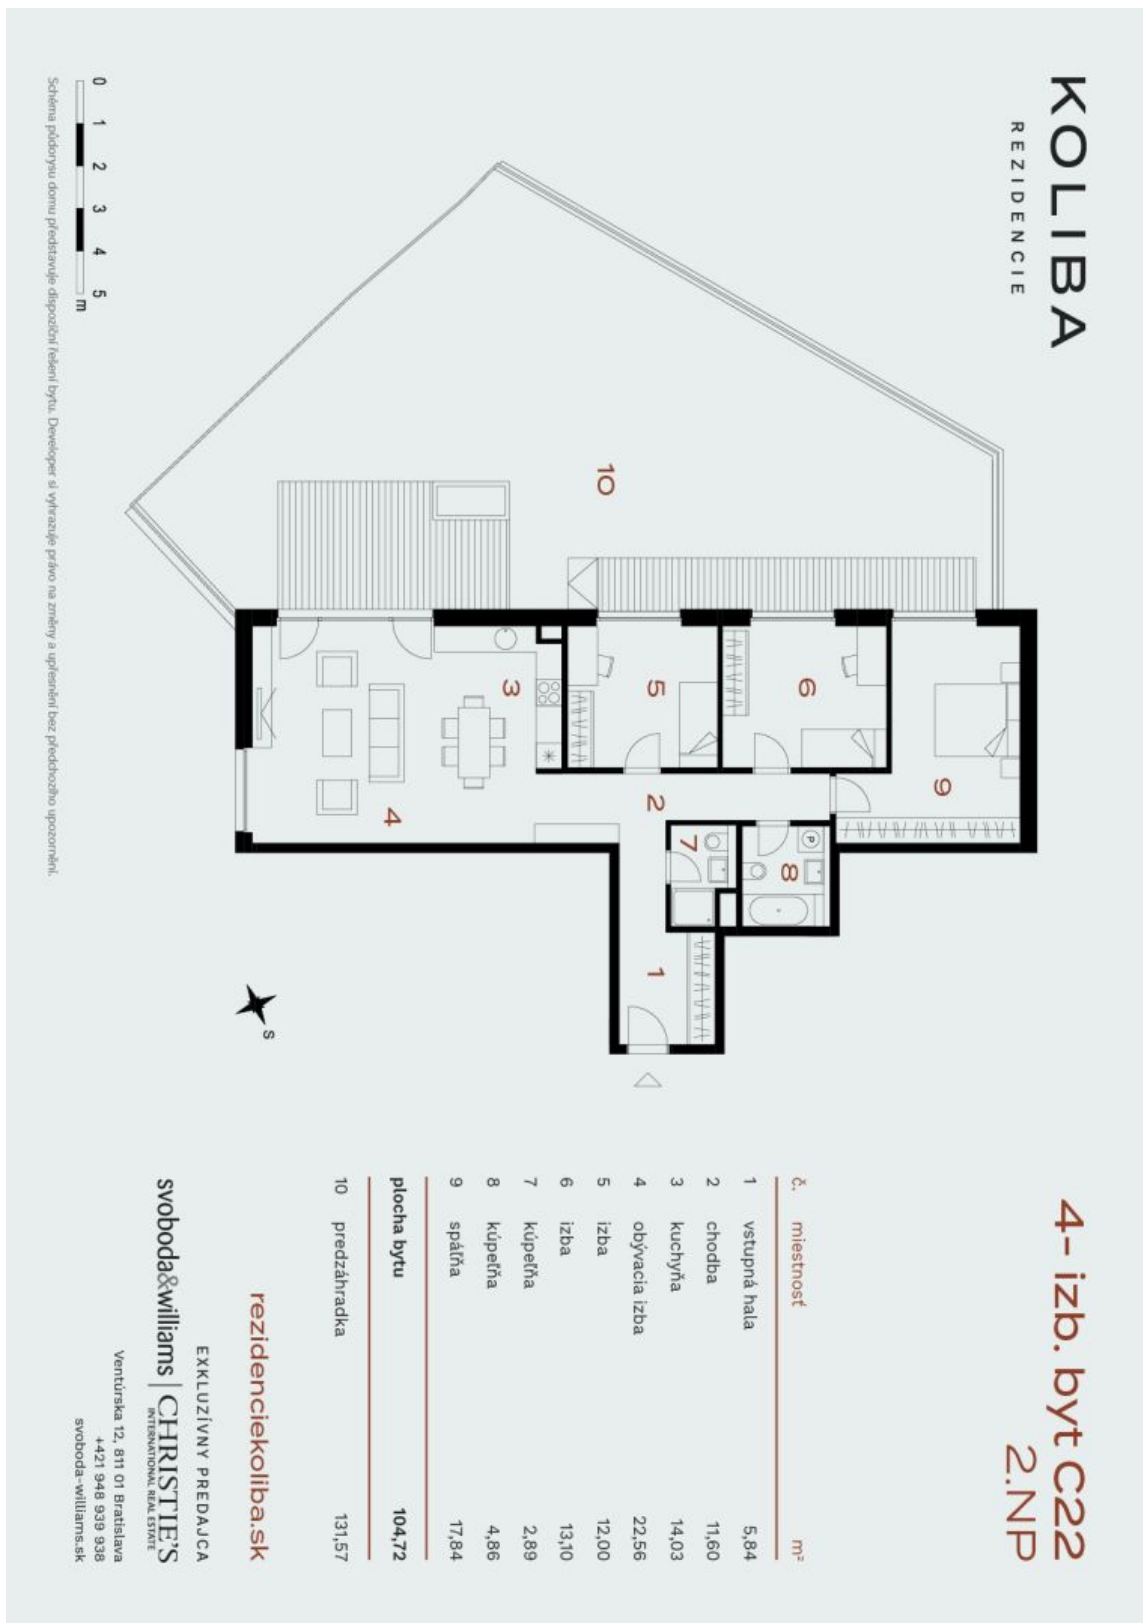 KOLIBA
REZIDENCIE
4- izb. byt C22
2.NP
č. miestnosť m²
1 vstupná hala 5,84
2 chodba 11,60
3 kuchyňa 14,03
4 obývacia izba 22,56
5 izba 12,00
6 izba 13,10
7 kúpeľňa 2,89
8 kúpeľňa 4,86
9 spálňa 17,84
plocha bytu 104,72
10 predzáhradka 131,57
10
3
5
6
9
4
2
7
8
P
1
S
rezidenciekoliba.sk
EXKLUZÍVNY PREDAJCA
svoboda&williams | CHRISTIE'S
INTERNATIONAL REAL ESTATE
Ventúrska 12, 811 01 Bratislava
+421 948 939 938
svoboda-williams.sk
0 1 2 3 4 5
m
Schéma půdorysu domu představuje dispoziční řešení bytu. Developer si vyhrazuje právo na změny a upřesnění bez předchozího upozornění.